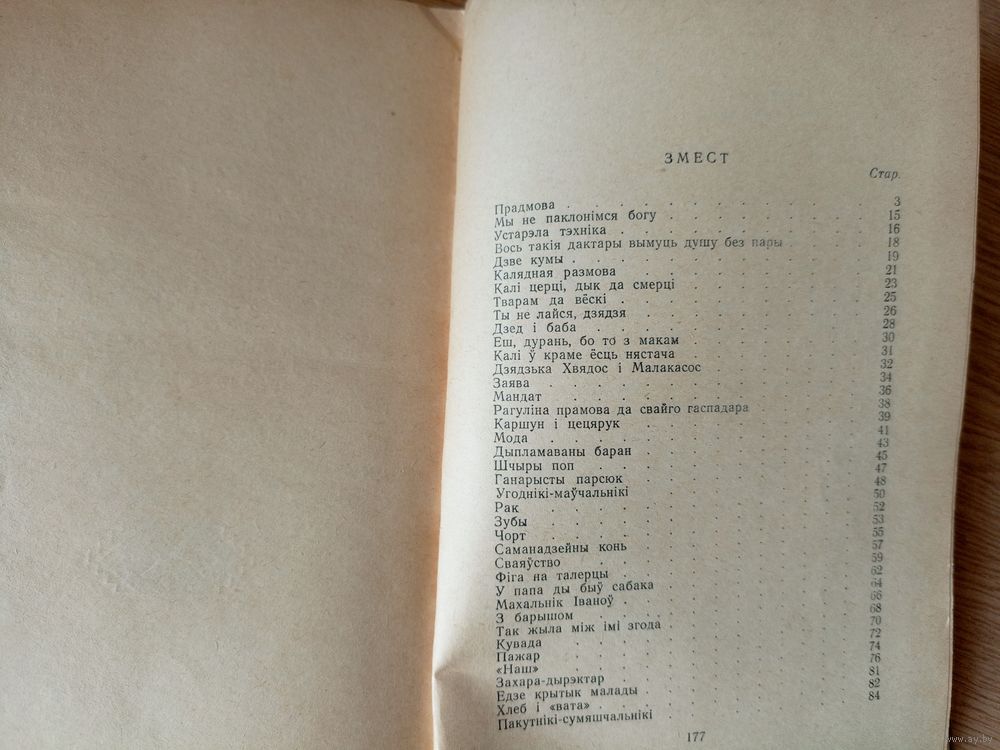 ЗМЕСТ
Стар.
Прадмова 3
Мы не паклонімся богу 15
Устарэла тэхніка 16
Вось такія дактары вымуць душу без пары 18
Дзве кумы 19
Калядная размова 21
Калі церці, дык да смерці 23
Тварам да вёскі 25
Ты не лайся, дзядзя 26
Дзед і баба 28
Еш, дурань, бо то з макам 30
Калі ў краме ёсць нястача 31
Дзядзька Хвядос і Малакасос 32
Заява 34
Мандат 36
Рагуліна прамова да свайго гаспадара 38
Каршун і цецярук 39
Мода 41
Дыпламаваны баран 43
Шчыры поп 45
Ганарысты парсюк 47
Угоднікі-маўчальнікі 48
Рак 50
Зубы 52
Чорт 53
Саманадзейны конь 55
Сваяўство 57
Фіга на талерцы 59
У папа ды быў сабака 62
Махальнік Іваноў 64
З барышом 66
Так жыла між імі згода 68
Кувада 70
Пажар 72
«Наш» 74
Захара-дырэктар 76
Едзе крытык малады 81
Хлеб і «вата» 82
Пакутнікі-сумяшчальнікі 84
177
www.ay.by